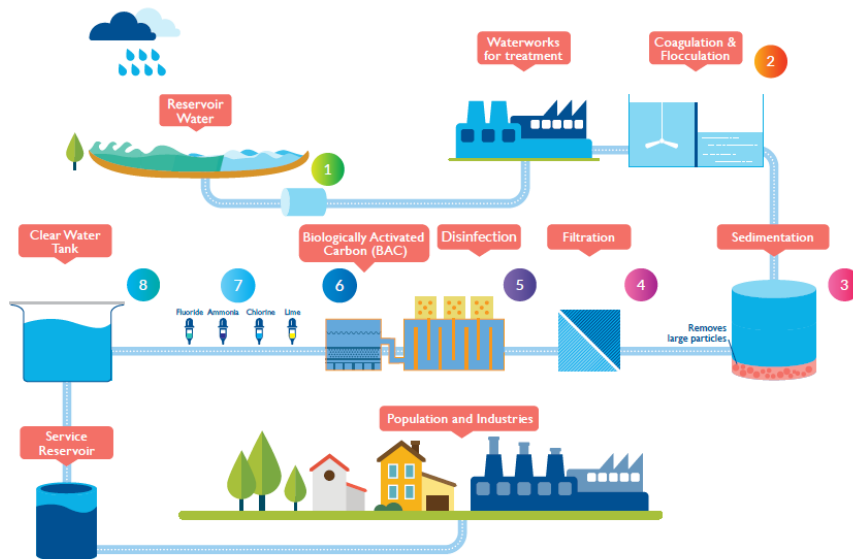 Waterworks
for treatment
Coagulation &
Flocculation
2
Reservoir
Water
1
Clear Water
Tank
Biologically Activated
Carbon (BAC)
Disinfection
Filtration
Sedimentation
8
7
6
5
4
3
Fluoride
Ammonia
Chlorine
Lime
Removes
large particles
Population and Industries
Service
Reservoir